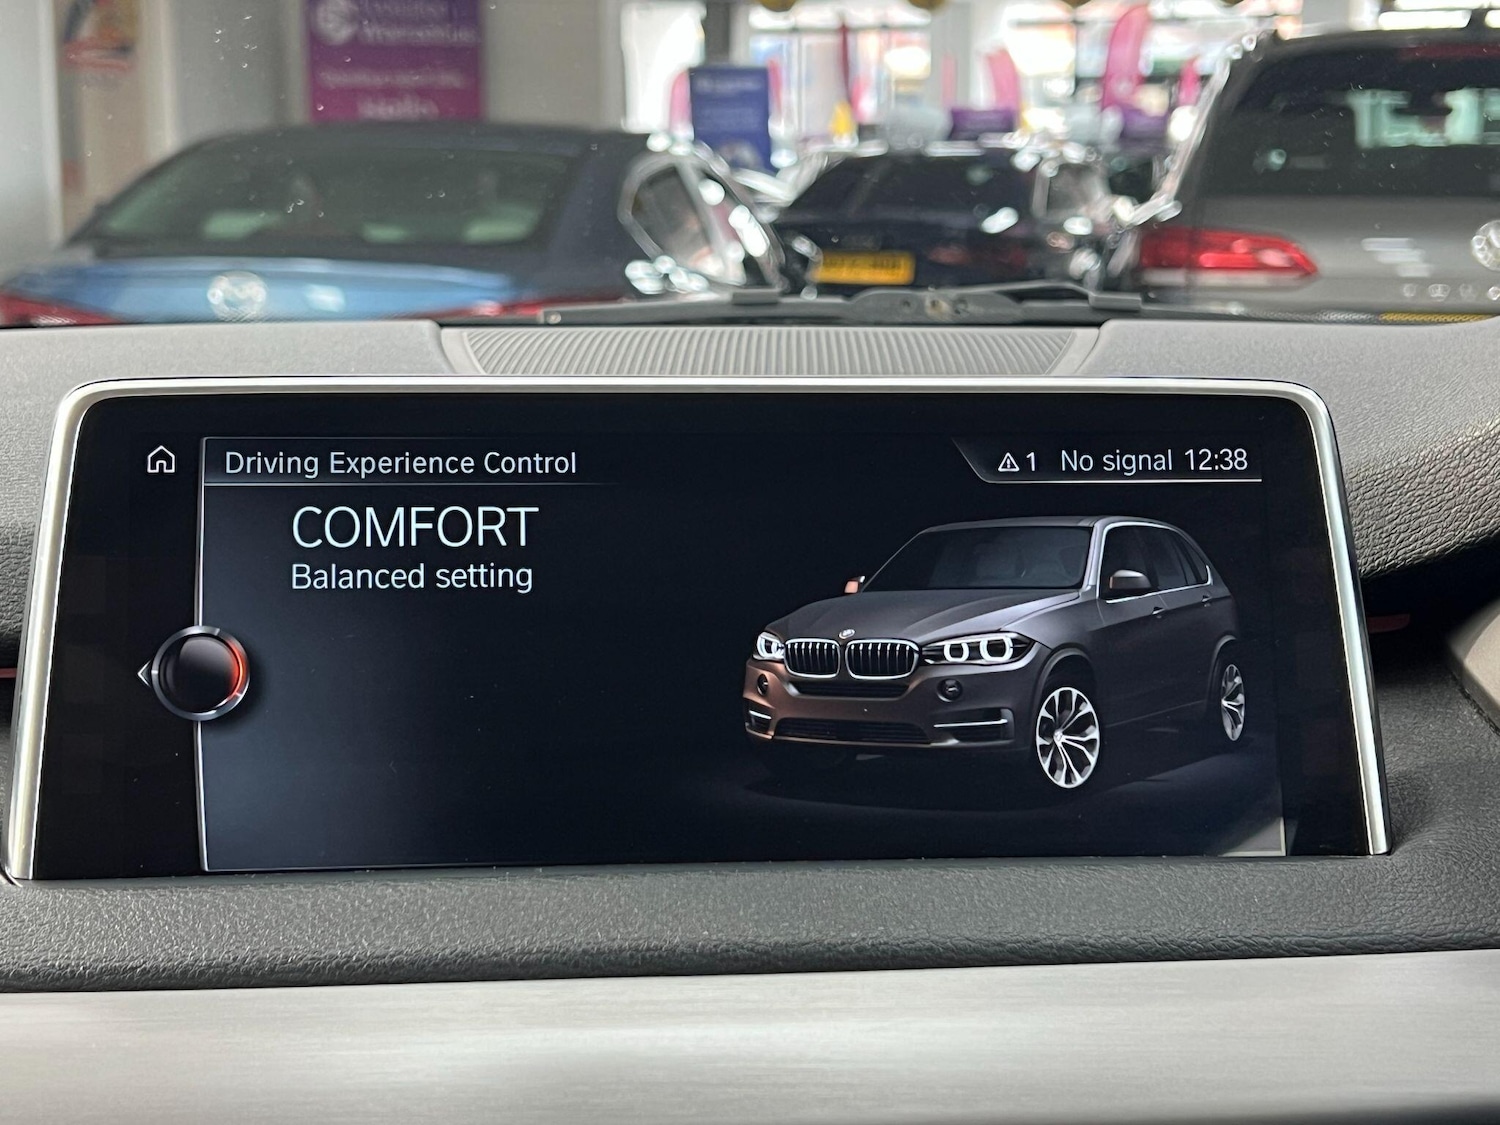 Driving Experience Control
1 No signal 12:38
COMFORT
Balanced setting